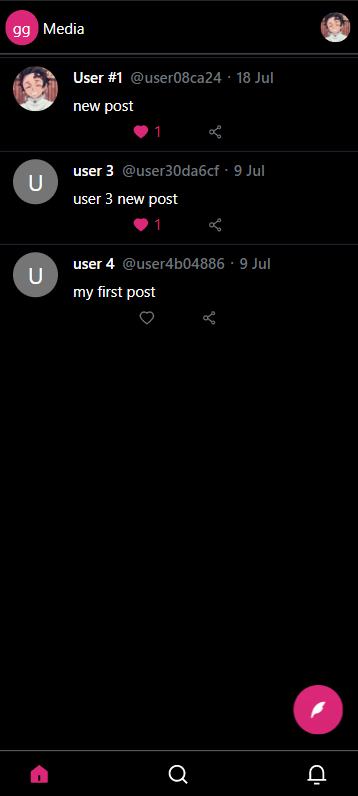 gg Media
User #1 @user08ca24 · 18 Jul
new post
1
U
user 3 @user30da6cf · 9 Jul
user 3 new post
1
U
user 4 @user4b04886 · 9 Jul
my first post